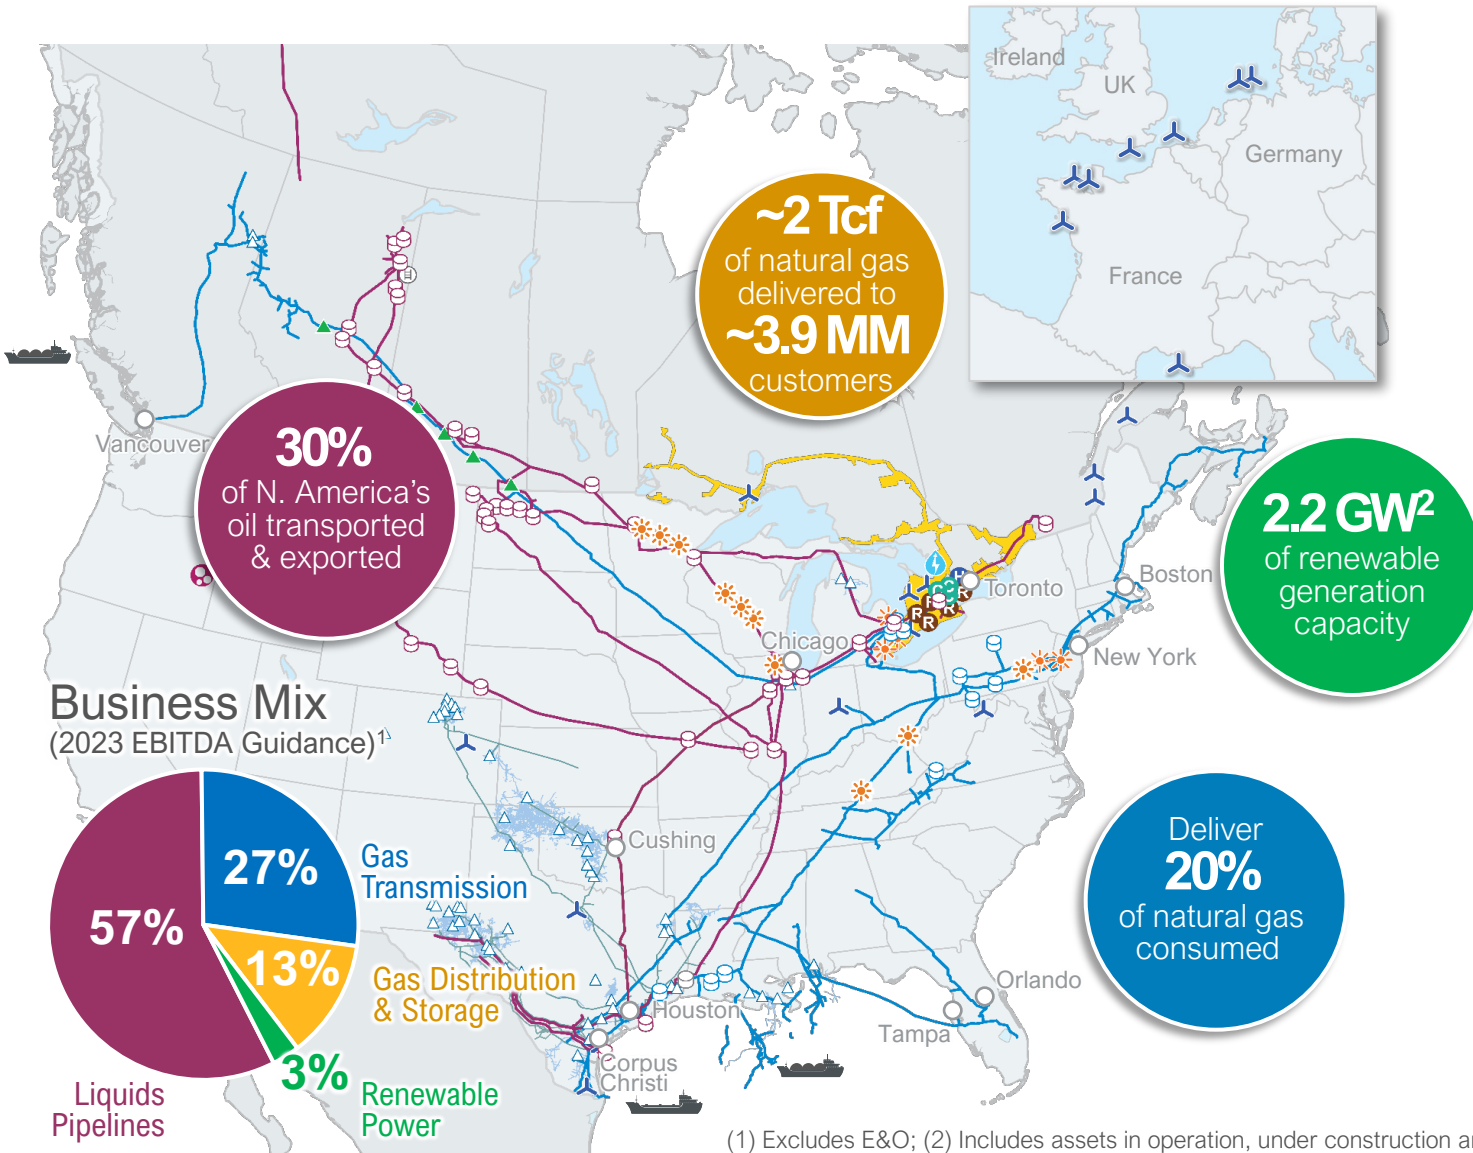 Ireland
UK
Germany
France
~2 Tcf
of natural gas
delivered to
~3.9 MM
customers
Vancouver
30%
of N. America's
oil transported
& exported
2.2 GW²
of renewable
generation
capacity
Toronto
Boston
Chicago
New York
H
C
C
R
R
R
R
R
Business Mix
(2023 EBITDA Guidance)¹
27%
57%
13%
3%
Gas
Transmission
Gas Distribution
& Storage
Renewable
Power
Liquids
Pipelines
Cushing
Deliver
20%
of natural gas
consumed
Orlando
Tampa
Houston
Corpus
Christi
(1) Excludes E&O; (2) Includes assets in operation, under construction